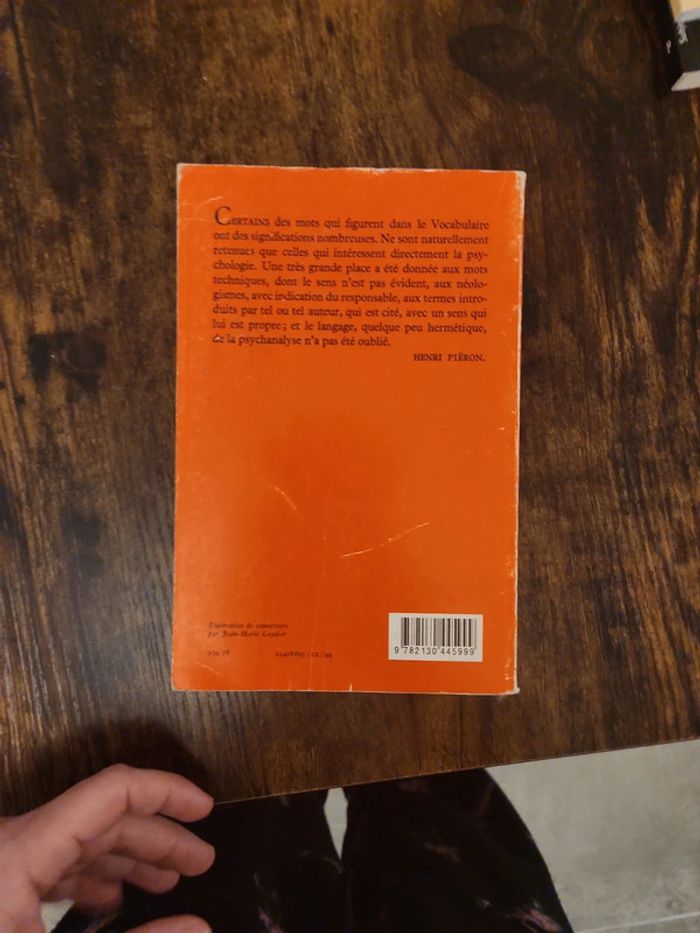 CERTAINS des mots qui figurent dans le Vocabulaire
ont des significations nombreuses. Ne sont naturellement
retenues que celles qui intéressent directement la psy-
chologie. Une très grande place a été donnée aux mots
techniques, dont le sens n'est pas évident, aux néolo-
gismes, avec indication du responsable, aux termes intro-
duits par tel ou tel auteur, qui est cité, avec un sens qui
lui est propre ; et le langage, quelque peu hermétique,
de la psychanalyse n'a pas été oublié.
HENRI PIÉRON.
Illustration de couverture
par Jean-Marie
9 782130 445999